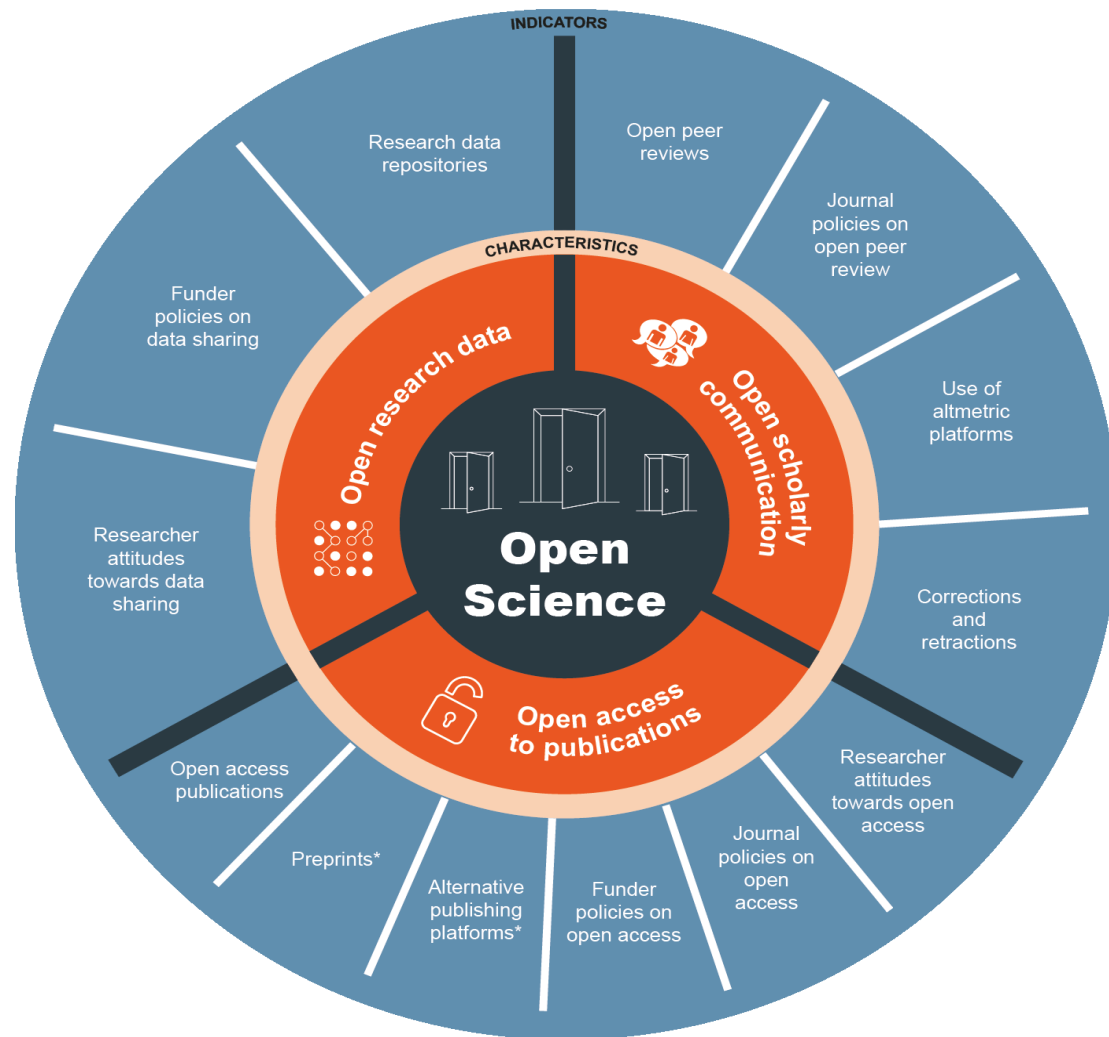 INDICATORS
Research data
repositories
Open peer
reviews
Journal
policies on
open peer
review
Use of
altmetric
platforms
Corrections
and
retractions
Researcher
attitudes
towards open
access
Journal
policies on
open
access
Funder
policies on
open access
Alternative
publishing
platforms*
Preprints*
Open access
publications
Researcher
attitudes
towards data
sharing
Funder
policies on
data sharing
CHARACTERISTICS
Open research data
Open scholarly
communication
Open access
to publications
Open
Science